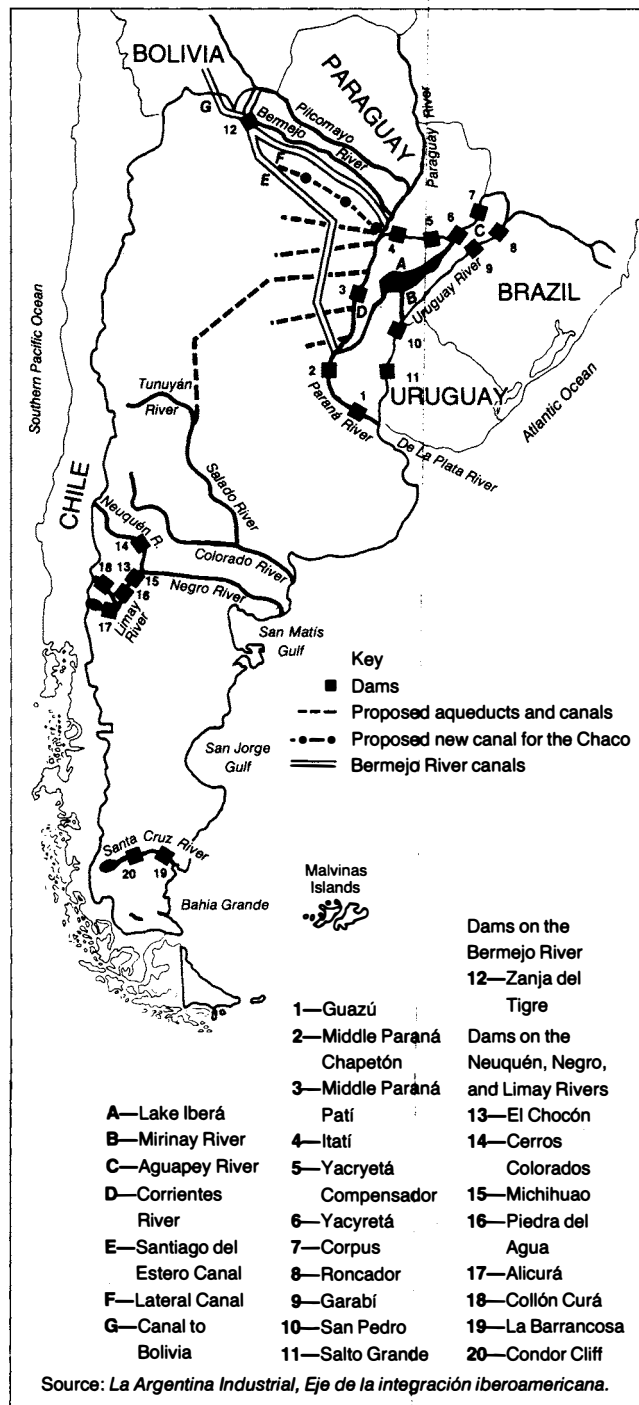 BOLIVIA
PARAGUAY
Pilcomayo
Bermejo
River
Paraguay River
G
12
F
E
7
4
5
6
C
8
A
9
3
B
D
Uruguay River
BRAZIL
10
2
11
URUGUAY
1
Paraná River
De La Plata River
Atlantic Ocean
Southern Pacific Ocean
Tunuyán
River
Salado River
CHILE
Neuquén R.
14
Colorado River
18
13
15
Negro River
16
17
Limay
River
San Matís
Gulf
Key
Dams
Proposed aqueducts and canals
Proposed new canal for the Chaco
Bermejo River canals
San Jorge
Gulf
Santa Cruz River
20
19
Malvinas
Islands
Bahia Grande
A—Lake Iberá
B—Mirinay River
C—Aguapey River
D—Corrientes
River
E—Santiago del
Estero Canal
F—Lateral Canal
G—Canal to
Bolivia
1—Guazú
2—Middle Paraná
Chapetón
3—Middle Paraná
Patí
4—Itatí
5—Yacryetá
Compensador
6—Yacyretá
7—Corpus
8—Roncador
9—Garabí
10—San Pedro
11—Salto Grande
Dams on the
Bermejo River
12—Zanja del
Tigre
Dams on the
Neuquén, Negro,
and Limay Rivers
13—El Chocón
14—Cerros
Colorados
15—Michihuao
16—Piedra del
Agua
17—Alicurá
18—Collón Curá
19—La Barrancosa
20—Condor Cliff
Source: La Argentina Industrial, Eje de la integración iberoamericana.